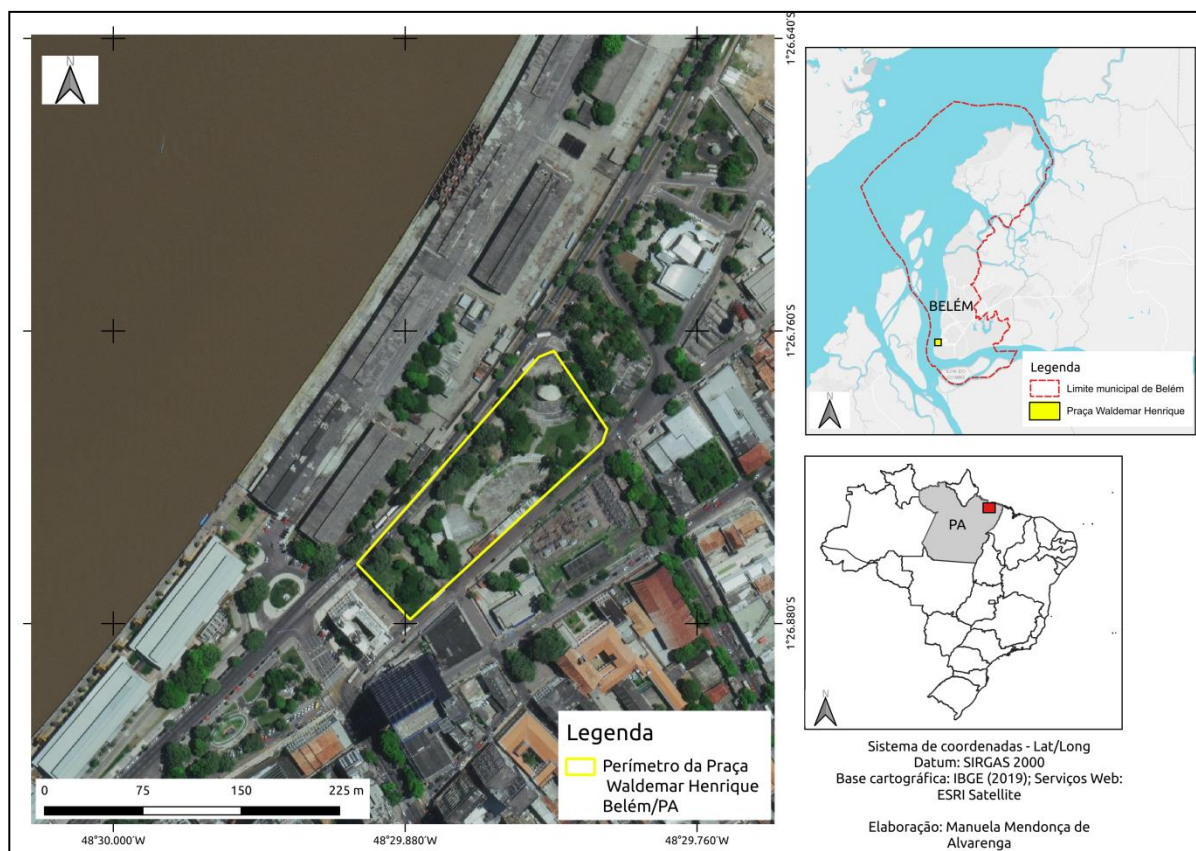 N
1°26.640'S
1°26.760'S
1°26.880'S
Legenda
Perímetro da Praça
Waldemar Henrique
Belém/PA
0 75 150 225 m
48°30.000'W 48°29.880'W 48°29.760'W
BELÉM
Legenda
Limite municipal de Belém
Praça Waldemar Henrique
N
PA
N
Sistema de coordenadas - Lat/Long
Datum: SIRGAS 2000
Base cartográfica: IBGE (2019); Serviços Web:
ESRI Satellite
Elaboração: Manuela Mendonça de
Alvarenga